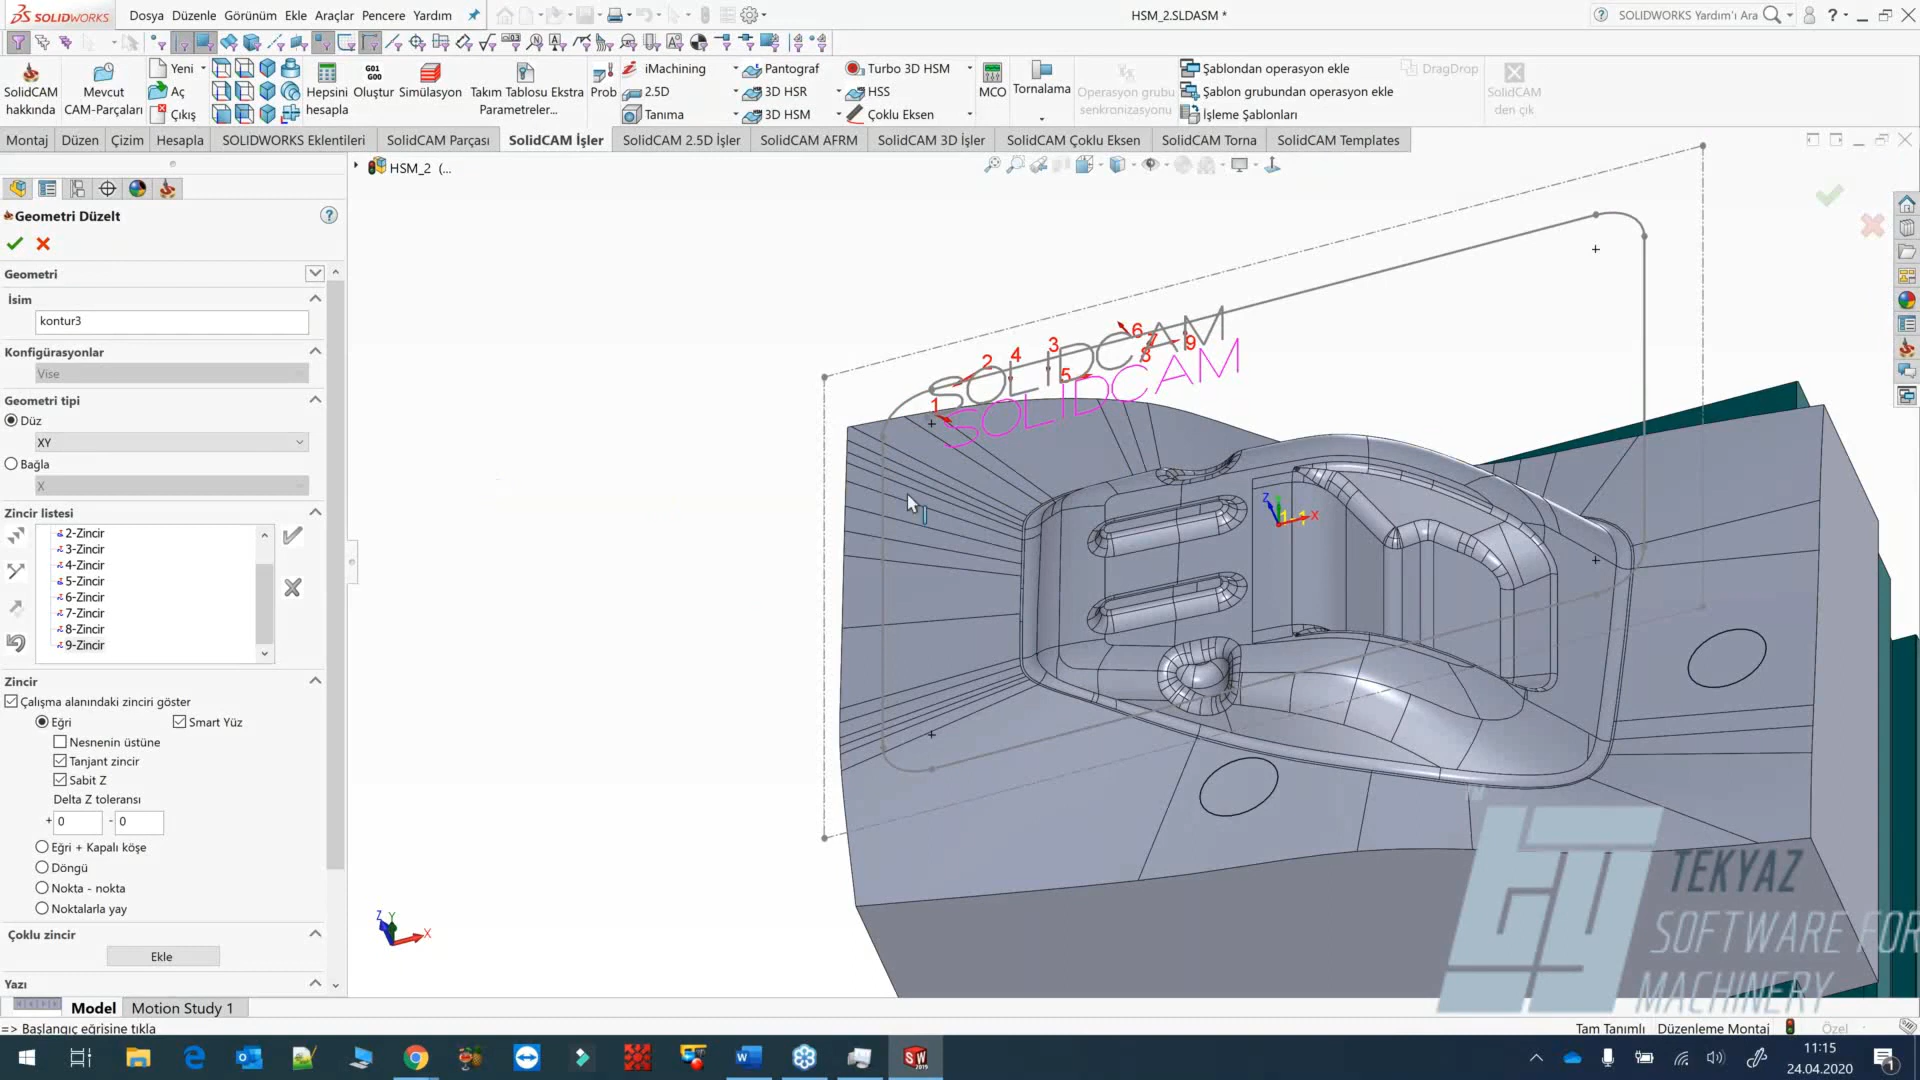 SOLIDWORKS
Dosya Düzenle Görünüm Ekle Araçlar Pencere Yardım
HSM_2.SLDASM *
SOLIDWORKS Yardım'ı Ara
SolidCAM hakkında
Mevcut CAM-Parçaları
Yeni
Aç
Çıkış
Hepsini hesapla
G01 G00
Oluştur
Simülasyon
Takım Tablosu Ekstra Parametreler...
Prob
iMachining
2.5D
Tanıma
Pantograf
3D HSR
3D HSM
Turbo 3D HSM
HSS
Çoklu Eksen
MCO
Tornalama
Operasyon grubu senkronizasyonu
Şablondan operasyon ekle
Şablon grubundan operasyon ekle
İşleme Şablonları
DragDrop
SolidCAM den çık
Montaj Düzen Çizim Hesapla SOLIDWORKS Eklentileri SolidCAM Parçası SolidCAM İşler SolidCAM 2.5D İşler SolidCAM AFRM SolidCAM 3D İşler SolidCAM Çoklu Eksen SolidCAM Torna SolidCAM Templates
HSM_2 (...
Geometri Düzelt
Geometri
İsim
kontur3
Konfigürasyonlar
Vise
Geometri tipi
Düz
XY
Bağla
X
Zincir listesi
2-Zincir
3-Zincir
4-Zincir
5-Zincir
6-Zincir
7-Zincir
8-Zincir
9-Zincir
Zincir
Çalışma alanındaki zinciri göster
Eğri Smart Yüz
Nesnenin üstüne
Tanjant zincir
Sabit Z
Delta Z toleransı
+ 0 - 0
Eğri + Kapalı köşe
Döngü
Nokta - nokta
Noktalarla yay
Çoklu zincir
Ekle
Yazı
SOLIDCAM
SOLIDCAM
1 2 4 3 5 6 7 8 9
Z X
Z Y X
TEKYAZ
SOFTWARE FOR
MACHINERY
Model Motion Study 1
=> Başlangıç eğrisine tıkla
Tam Tanımlı Düzenleme Montaj Özel
11:15
24.04.2020